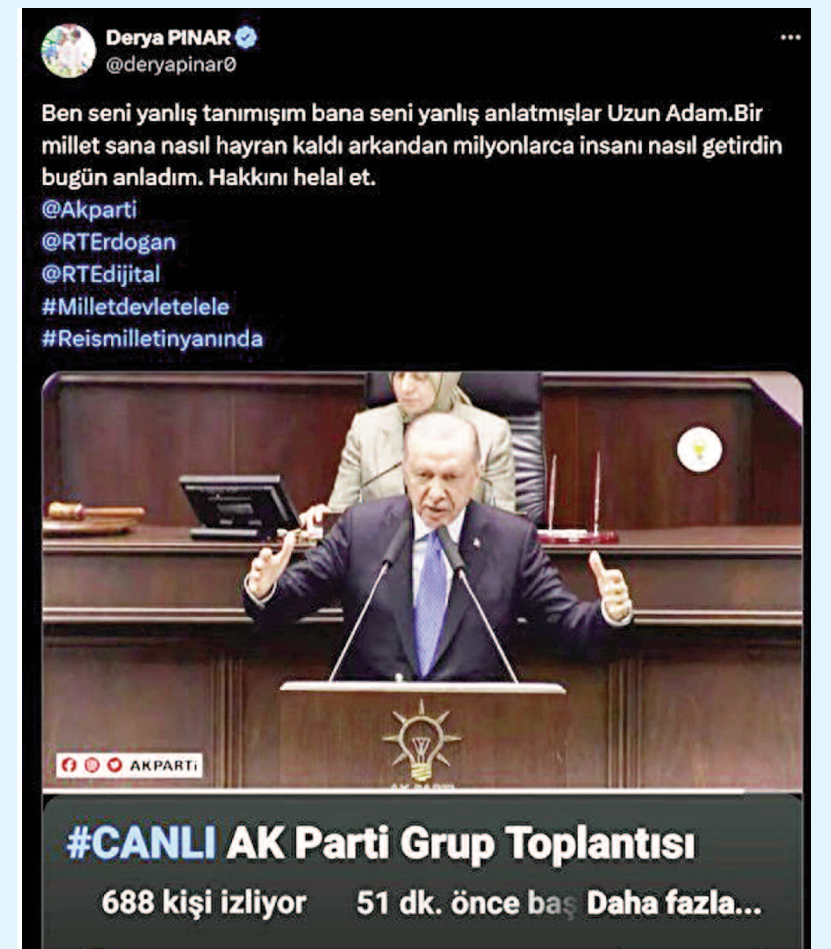 Derya PINAR
@deryapinar0
Ben seni yanlış tanımışım bana seni yanlış anlatmışlar Uzun Adam.Bir
millet sana nasıl hayran kaldı arkandan milyonlarca insanı nasıl getirdin
bugün anladım. Hakkını helal et.
@Akparti
@RTErdogan
@RTEdijital
#Milletdevletelele
#Reismilletinyanında
AKPARTi
#CANLI AK Parti Grup Toplantısı
688 kişi izliyor 51 dk. önce baş Daha fazla...